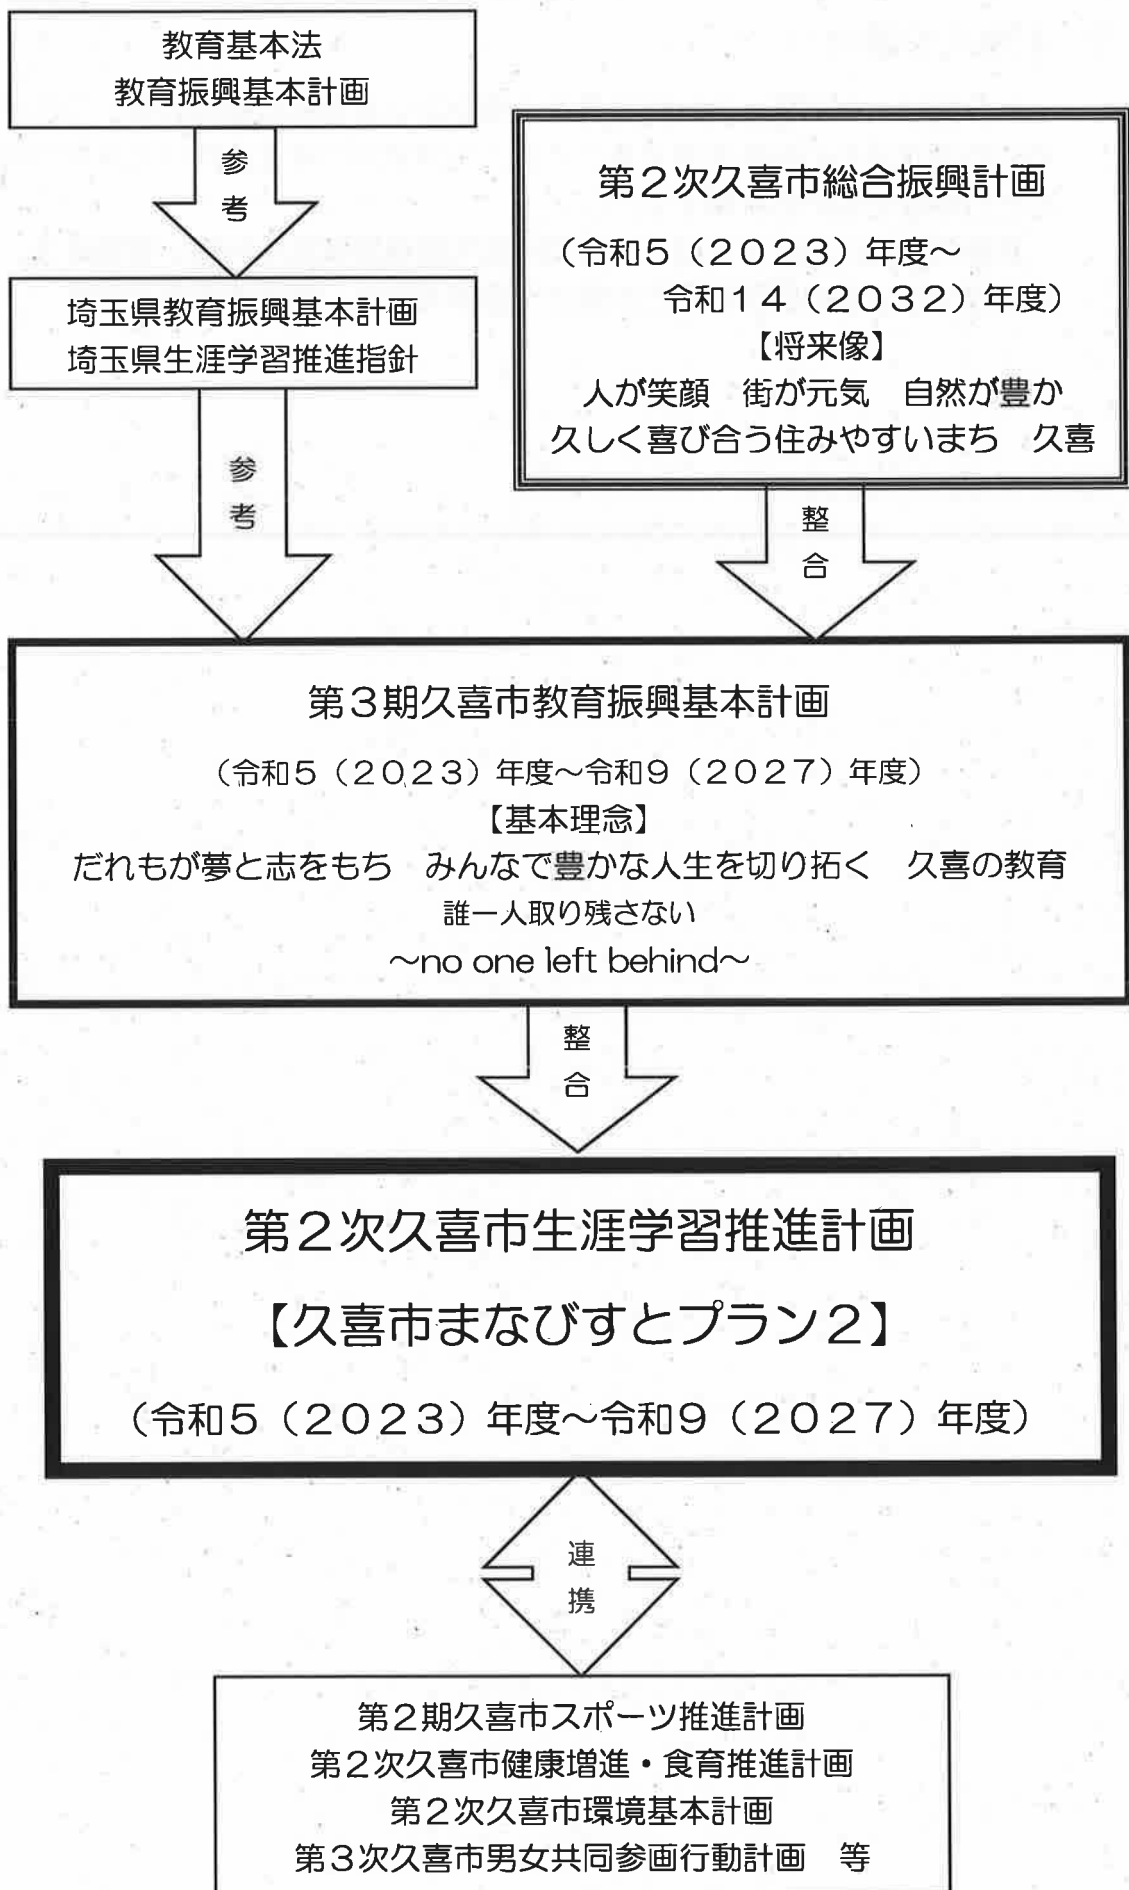 教育基本法
教育振興基本計画
参
考
埼玉県教育振興基本計画
埼玉県生涯学習推進指針
参
考
第２次久喜市総合振興計画
（令和５（２０２３）年度～
令和１４（２０３２）年度）
【将来像】
人が笑顔　街が元気　自然が豊か
久しく喜び合う住みやすいまち　久喜
整
合
第３期久喜市教育振興基本計画
（令和５（２０２３）年度～令和９（２０２７）年度）
【基本理念】
だれもが夢と志をもち　みんなで豊かな人生を切り拓く　久喜の教育
誰一人取り残さない
～no one left behind～
整
合
第２次久喜市生涯学習推進計画
【久喜市まなびすとプラン２】
（令和５（２０２３）年度～令和９（２０２７）年度）
連
携
第２期久喜市スポーツ推進計画
第２次久喜市健康増進・食育推進計画
第２次久喜市環境基本計画
第３次久喜市男女共同参画行動計画　等